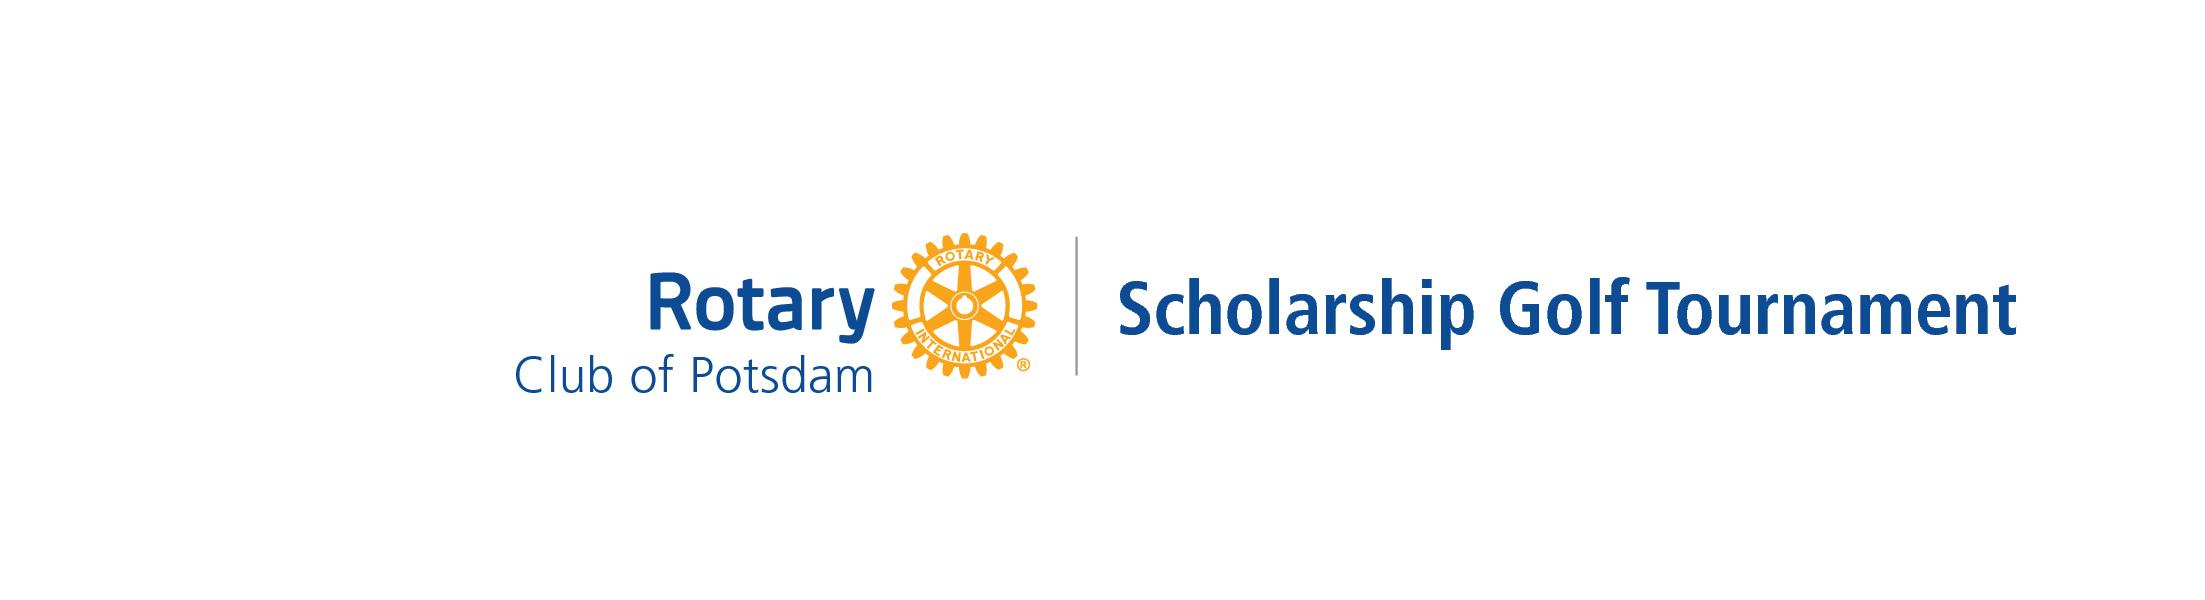 Rotary
Club of Potsdam
ROTARY
INTERNATIONAL
®
Scholarship Golf Tournament